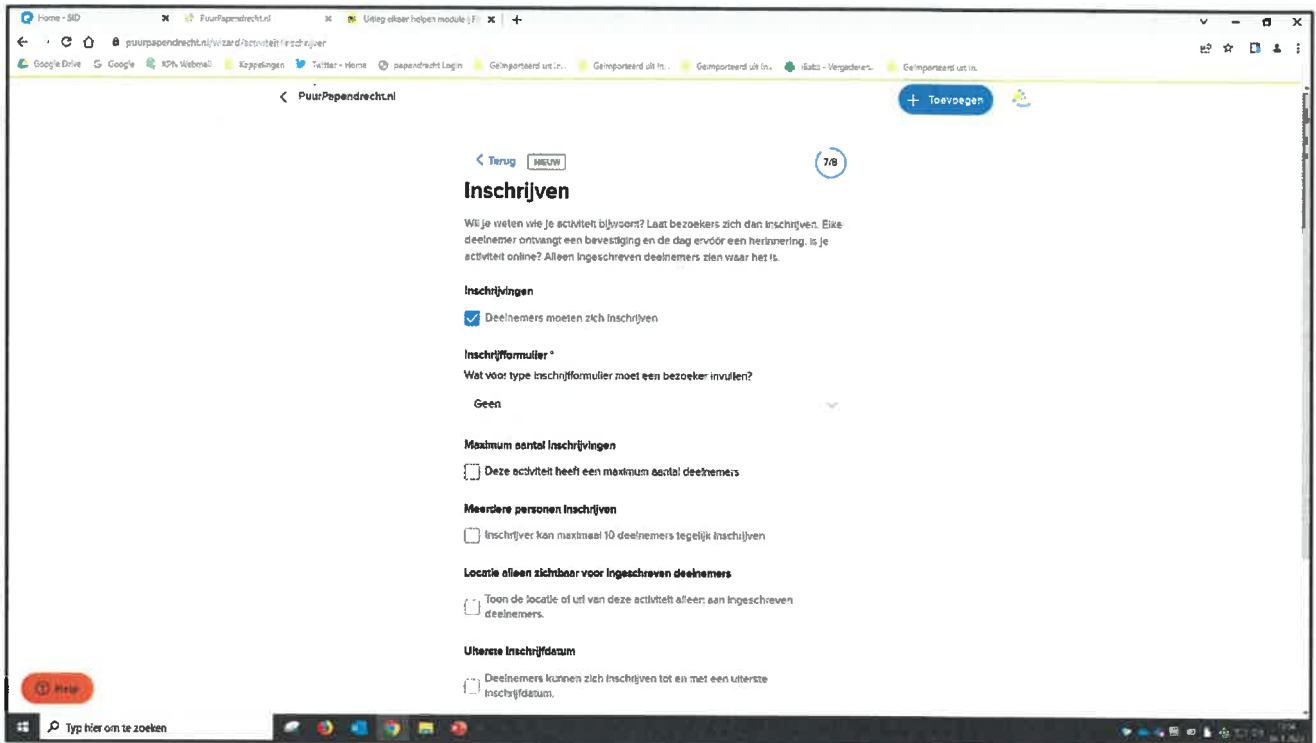 Home - SID
PuurPapendrecht.nl
Uitleg elkaar helpen module | F
puurpapendrecht.nl/wizard/activiteit/inschrijver
Google Drive Google KPN Webmail Koppelingen Twitter - Home papendrecht Login Geïmporteerd uit In... Geïmporteerd uit In... Geïmporteerd uit In... iBabs - Vergaderen... Geïmporteerd uit In...
PuurPapendrecht.nl
+ Toevoegen
Terug NIEUW 7/8
Inschrijven
Wil je weten wie je activiteit bijwoont? Laat bezoekers zich dan inschrijven. Elke
deelnemer ontvangt een bevestiging en de dag ervóór een herinnering. Is je
activiteit online? Alleen ingeschreven deelnemers zien waar het is.
Inschrijvingen
Deelnemers moeten zich inschrijven
Inschrijfformulier *
Wat voor type inschrijfformulier moet een bezoeker invullen?
Geen
Maximum aantal inschrijvingen
Deze activiteit heeft een maximum aantal deelnemers
Meerdere personen inschrijven
Inschrijver kan maximaal 10 deelnemers tegelijk inschrijven
Locatie alleen zichtbaar voor ingeschreven deelnemers
Toon de locatie of url van deze activiteit alleen aan ingeschreven
deelnemers.
Uiterste inschrijfdatum
Deelnemers kunnen zich inschrijven tot en met een uiterste
inschrijfdatum.
Help
Typ hier om te zoeken